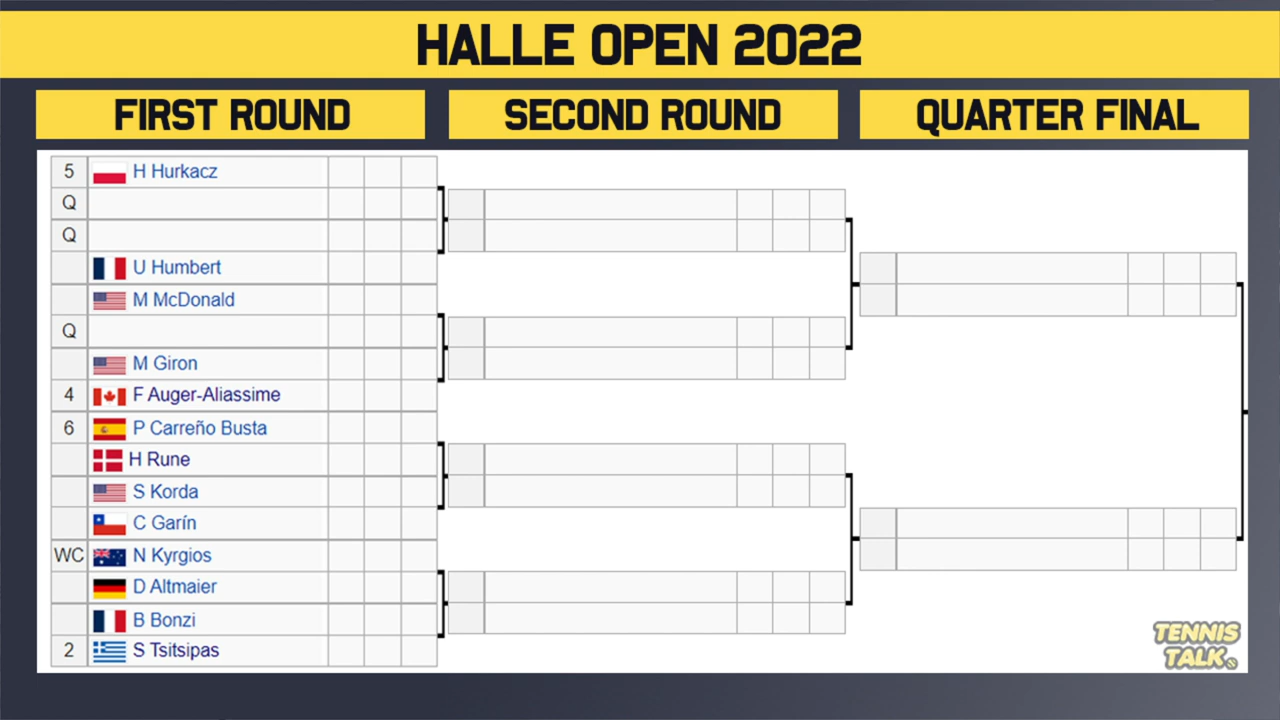 HALLE OPEN 2022
FIRST ROUND
SECOND ROUND
QUARTER FINAL
5 H Hurkacz
Q
Q
U Humbert
M McDonald
Q
M Giron
4 F Auger-Aliassime
6 P Carreño Busta
H Rune
S Korda
C Garín
WC N Kyrgios
D Altmaier
B Bonzi
2 S Tsitsipas
TENNIS
TALK